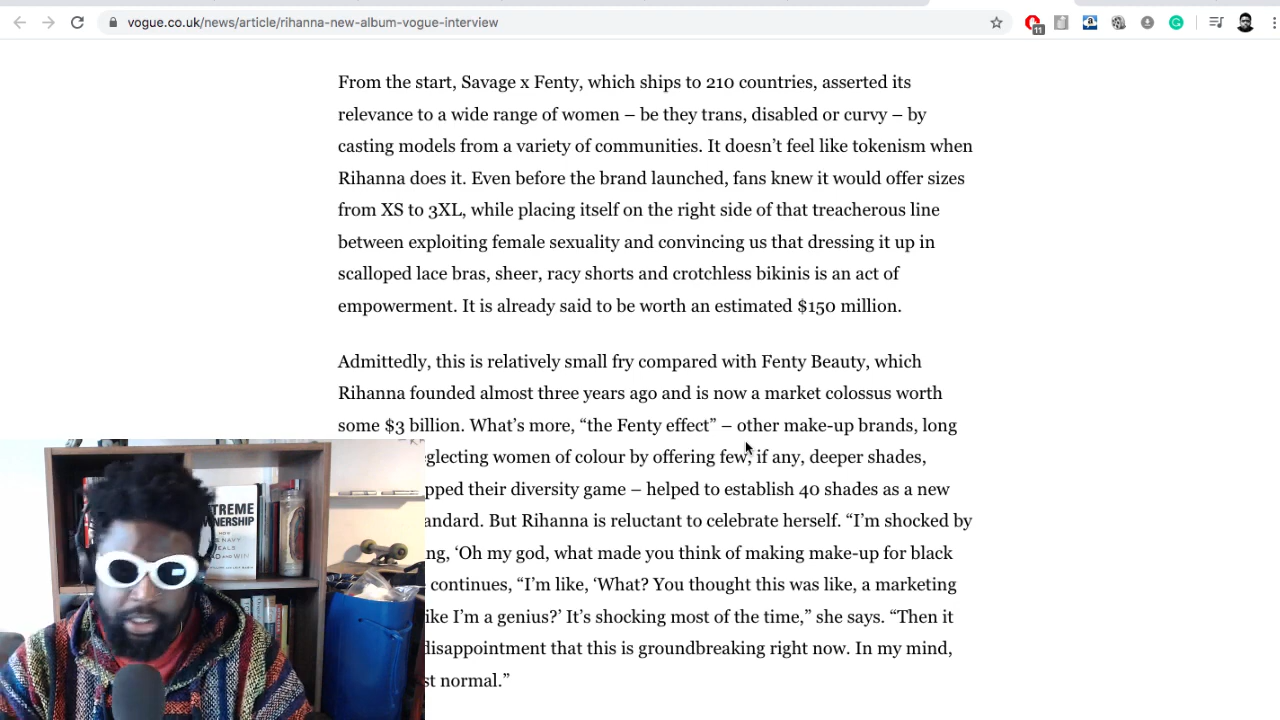 vogue.co.uk/news/article/rihanna-new-album-vogue-interview
11
From the start, Savage x Fenty, which ships to 210 countries, asserted its
relevance to a wide range of women – be they trans, disabled or curvy – by
casting models from a variety of communities. It doesn’t feel like tokenism when
Rihanna does it. Even before the brand launched, fans knew it would offer sizes
from XS to 3XL, while placing itself on the right side of that treacherous line
between exploiting female sexuality and convincing us that dressing it up in
scalloped lace bras, sheer, racy shorts and crotchless bikinis is an act of
empowerment. It is already said to be worth an estimated $150 million.
Admittedly, this is relatively small fry compared with Fenty Beauty, which
Rihanna founded almost three years ago and is now a market colossus worth
some $3 billion. What’s more, “the Fenty effect” – other make-up brands, long
glecting women of colour by offering few, if any, deeper shades,
pped their diversity game – helped to establish 40 shades as a new
andard. But Rihanna is reluctant to celebrate herself. “I’m shocked by
ng, ‘Oh my god, what made you think of making make-up for black
continues, “I’m like, ‘What? You thought this was like, a marketing
ike I’m a genius?’ It’s shocking most of the time,” she says. “Then it
disappointment that this is groundbreaking right now. In my mind,
st normal.”
TREME
NERSHIP